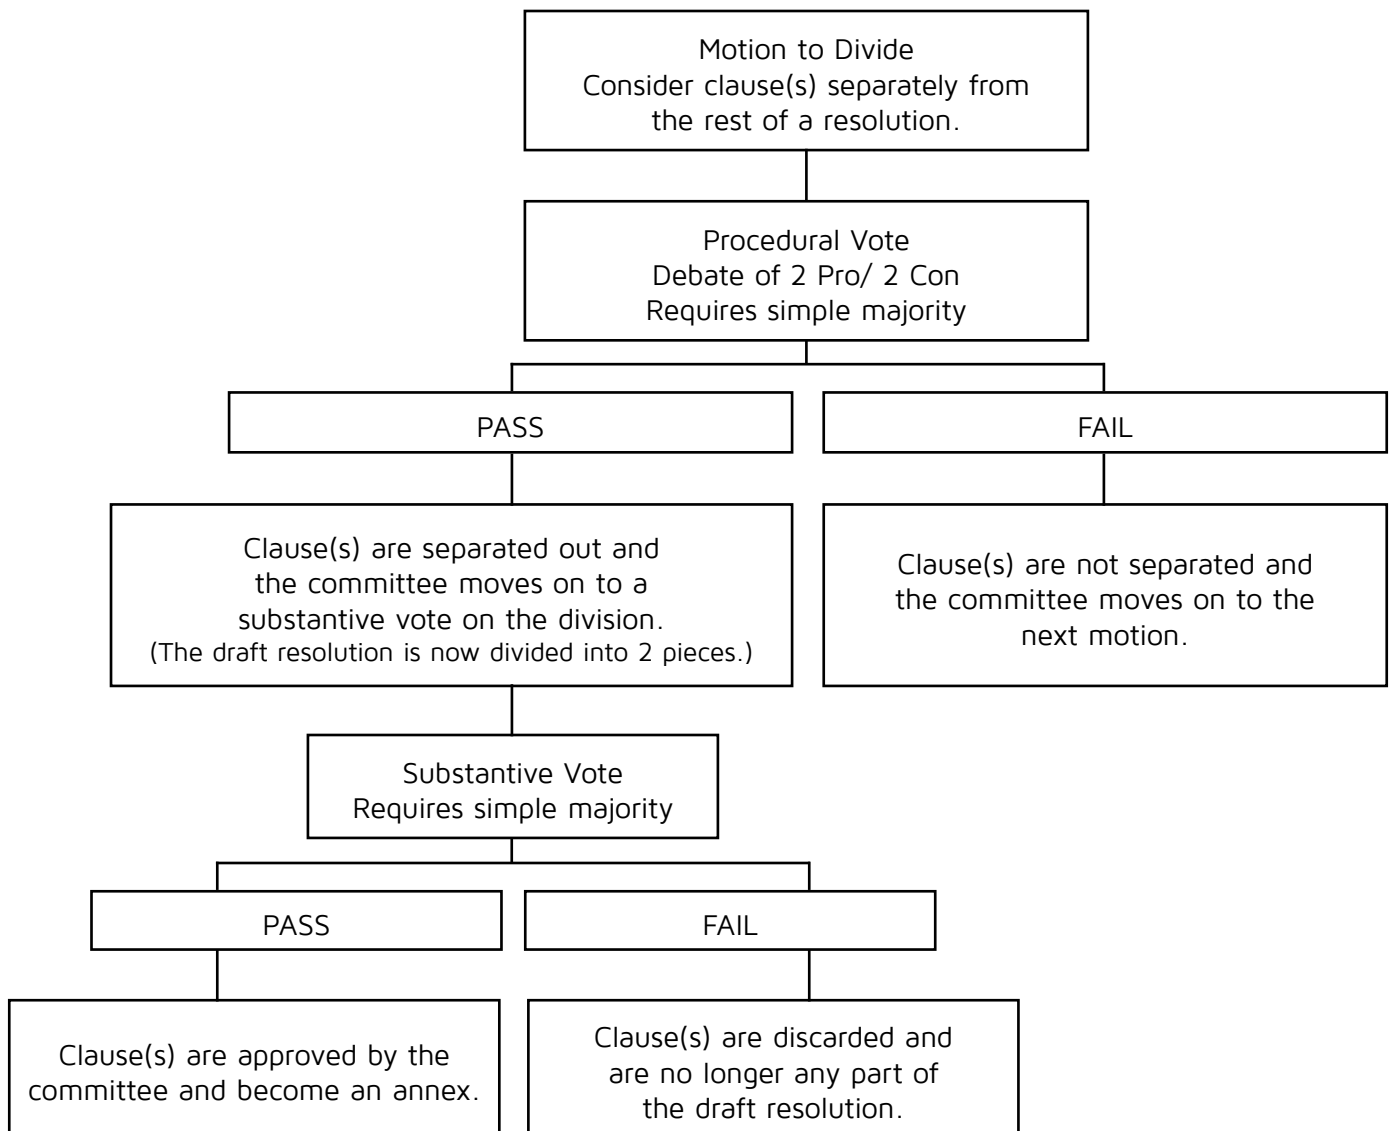 Motion to Divide
Consider clause(s) separately from
the rest of a resolution.
Procedural Vote
Debate of 2 Pro/ 2 Con
Requires simple majority
PASS
FAIL
Clause(s) are separated out and
the committee moves on to a
substantive vote on the division.
(The draft resolution is now divided into 2 pieces.)
Clause(s) are not separated and
the committee moves on to the
next motion.
Substantive Vote
Requires simple majority
PASS
FAIL
Clause(s) are approved by the
committee and become an annex.
Clause(s) are discarded and
are no longer any part of
the draft resolution.